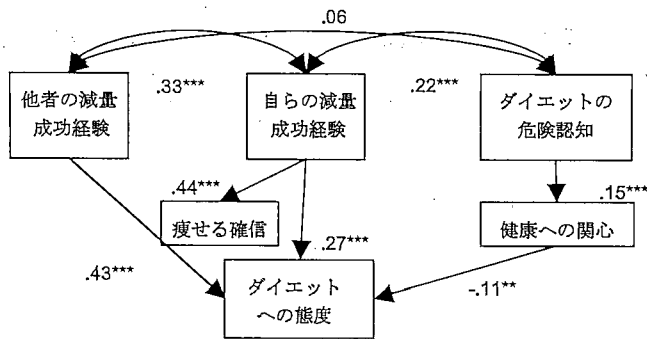 .06
.33***
.22***
他者の減量
成功経験
自らの減量
成功経験
ダイエットの
危険認知
.44***
.15***
痩せる確信
健康への関心
.27***
.43***
-.11**
ダイエット
への態度